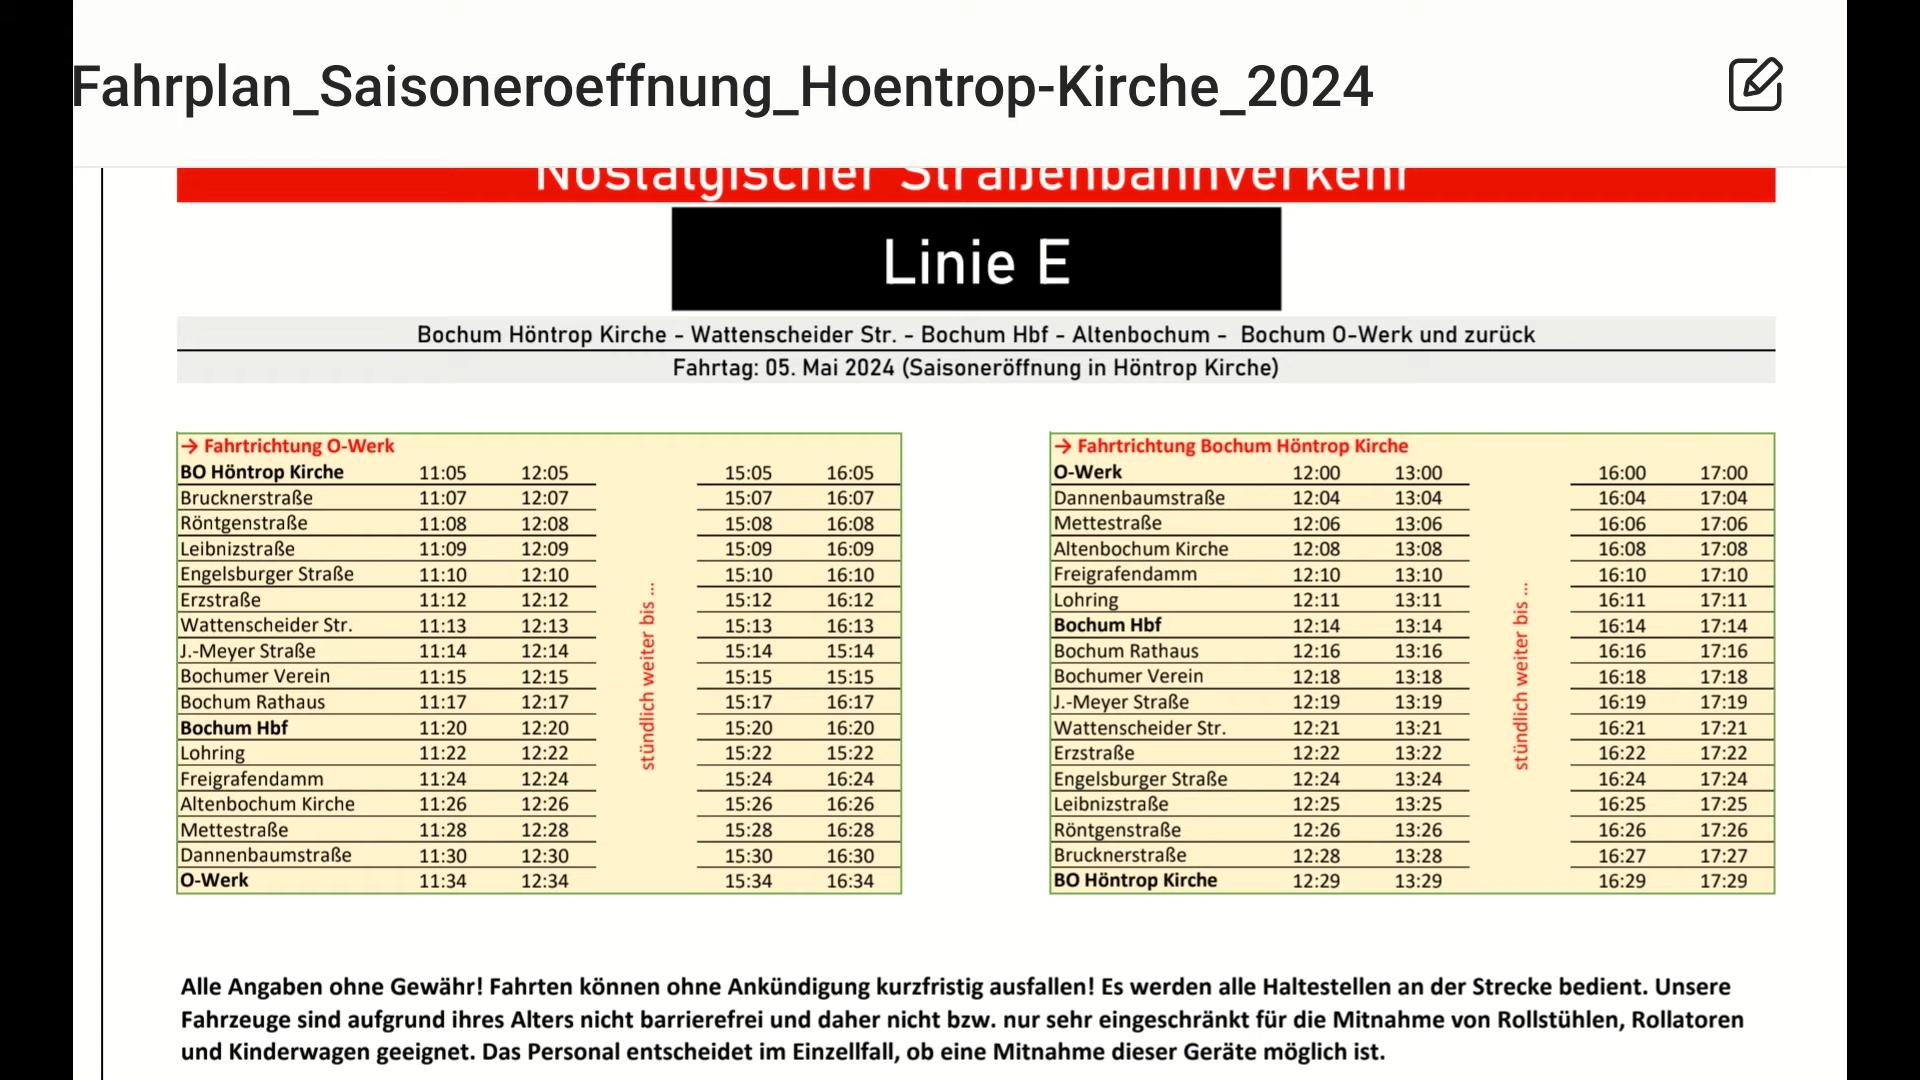 Fahrplan_Saisoneroeffnung_Hoentrop-Kirche_2024
Nostalgischer Straßenbahnverkehr
Linie E
Bochum Höntrop Kirche - Wattenscheider Str. - Bochum Hbf - Altenbochum - Bochum O-Werk und zurück
Fahrtag: 05. Mai 2024 (Saisoneröffnung in Höntrop Kirche)
→ Fahrtrichtung O-Werk
BO Höntrop Kirche 11:05 12:05 15:05 16:05
Brucknerstraße 11:07 12:07 15:07 16:07
Röntgenstraße 11:08 12:08 15:08 16:08
Leibnizstraße 11:09 12:09 15:09 16:09
Engelsburger Straße 11:10 12:10 15:10 16:10
Erzstraße 11:12 12:12 15:12 16:12
Wattenscheider Str. 11:13 12:13 15:13 16:13
J.-Meyer Straße 11:14 12:14 15:14 15:14
Bochumer Verein 11:15 12:15 15:15 15:15
Bochum Rathaus 11:17 12:17 15:17 16:17
Bochum Hbf 11:20 12:20 15:20 16:20
Lohring 11:22 12:22 15:22 15:22
Freigrafendamm 11:24 12:24 15:24 16:24
Altenbochum Kirche 11:26 12:26 15:26 16:26
Mettestraße 11:28 12:28 15:28 16:28
Dannenbaumstraße 11:30 12:30 15:30 16:30
O-Werk 11:34 12:34 15:34 16:34
stündlich weiter bis ...
→ Fahrtrichtung Bochum Höntrop Kirche
O-Werk 12:00 13:00 16:00 17:00
Dannenbaumstraße 12:04 13:04 16:04 17:04
Mettestraße 12:06 13:06 16:06 17:06
Altenbochum Kirche 12:08 13:08 16:08 17:08
Freigrafendamm 12:10 13:10 16:10 17:10
Lohring 12:11 13:11 16:11 17:11
Bochum Hbf 12:14 13:14 16:14 17:14
Bochum Rathaus 12:16 13:16 16:16 17:16
Bochumer Verein 12:18 13:18 16:18 17:18
J.-Meyer Straße 12:19 13:19 16:19 17:19
Wattenscheider Str. 12:21 13:21 16:21 17:21
Erzstraße 12:22 13:22 16:22 17:22
Engelsburger Straße 12:24 13:24 16:24 17:24
Leibnizstraße 12:25 13:25 16:25 17:25
Röntgenstraße 12:26 13:26 16:26 17:26
Brucknerstraße 12:28 13:28 16:27 17:27
BO Höntrop Kirche 12:29 13:29 16:29 17:29
stündlich weiter bis ...
Alle Angaben ohne Gewähr! Fahrten können ohne Ankündigung kurzfristig ausfallen! Es werden alle Haltestellen an der Strecke bedient. Unsere
Fahrzeuge sind aufgrund ihres Alters nicht barrierefrei und daher nicht bzw. nur sehr eingeschränkt für die Mitnahme von Rollstühlen, Rollatoren
und Kinderwagen geeignet. Das Personal entscheidet im Einzellfall, ob eine Mitnahme dieser Geräte möglich ist.